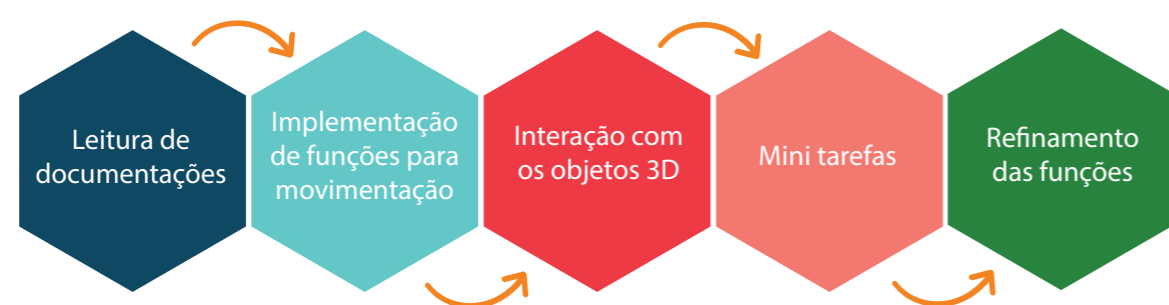 Leitura de
documentações
Implementação
de funções para
movimentação
Interação com
os objetos 3D
Mini tarefas
Refinamento
das funções